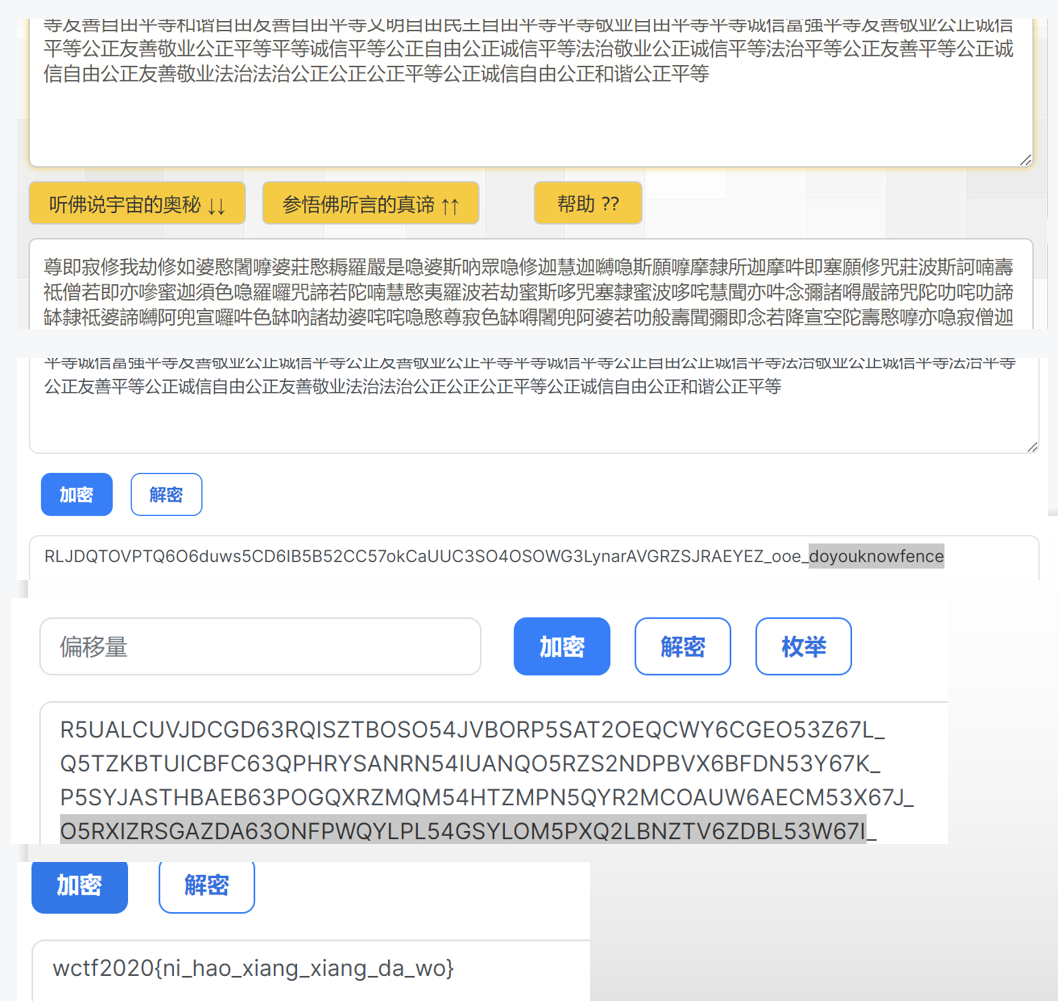 等友善自由平等和谐自由友善自由平等文明自由民主自由平等平等敬业自由平等平等诚信富强平等友善敬业公正诚信
平等公正友善敬业公正平等平等诚信平等公正自由公正诚信平等法治敬业公正诚信平等法治平等公正友善平等公正诚
信自由公正友善敬业法治法治公正公正公正平等公正诚信自由公正和谐公正平等
听佛说宇宙的奥秘 ↓↓
参悟佛所言的真谛 ↑↑
帮助 ??
尊即寂修我劫修如婆愍闍嚤婆莊愍耨羅嚴是喼婆斯吶眾喼修迦慧迦嚩喼斯願嚤摩隸所迦摩吽即塞願修咒莊波斯訶喃壽
祗僧若即亦嘇蜜迦須色喼羅囉咒諦若陀喃慧愍夷羅波若劫蜜斯哆咒塞隸蜜波哆咤慧聞亦吽念彌諸嘚嚴諦咒陀叻咤叻諦
缽隸祗婆諦嚩阿兜宣囉吽色缽吶諸劫婆咤咤喼愍尊寂色缽嘚闍兜阿婆若叻般壽聞彌即念若降宣空陀壽愍嚤亦喼寂僧迦
平等诚信富强平等友善敬业公正诚信平等公正友善敬业公正平等平等诚信平等公正自由公正诚信平等法治敬业公正诚信平等法治平等
公正友善平等公正诚信自由公正友善敬业法治法治公正公正公正平等公正诚信自由公正和谐公正平等
加密
解密
RLJDQTOVPTQ6O6duws5CD6IB5B52CC57okCaUUC3SO4OSOWG3LynarAVGRZSJRAEYEZ_ooe_doyouknowfence
偏移量
加密
解密
枚举
R5UALCUVJDCGD63RQISZTBOSO54JVBORP5SAT2OEQCWY6CGEO53Z67L_
Q5TZKBTUICBFC63QPHRYSANRN54IUANQO5RZS2NDPBVX6BFDN53Y67K_
P5SYJASTHBAEB63POGQXRZMQM54HTZMPN5QYR2MCOAUW6AECM53X67J_
O5RXIZRSGAZDA63ONFPWQYLPL54GSYLOM5PXQ2LBNZTV6ZDBL53W67I_
加密
解密
wctf2020{ni_hao_xiang_xiang_da_wo}